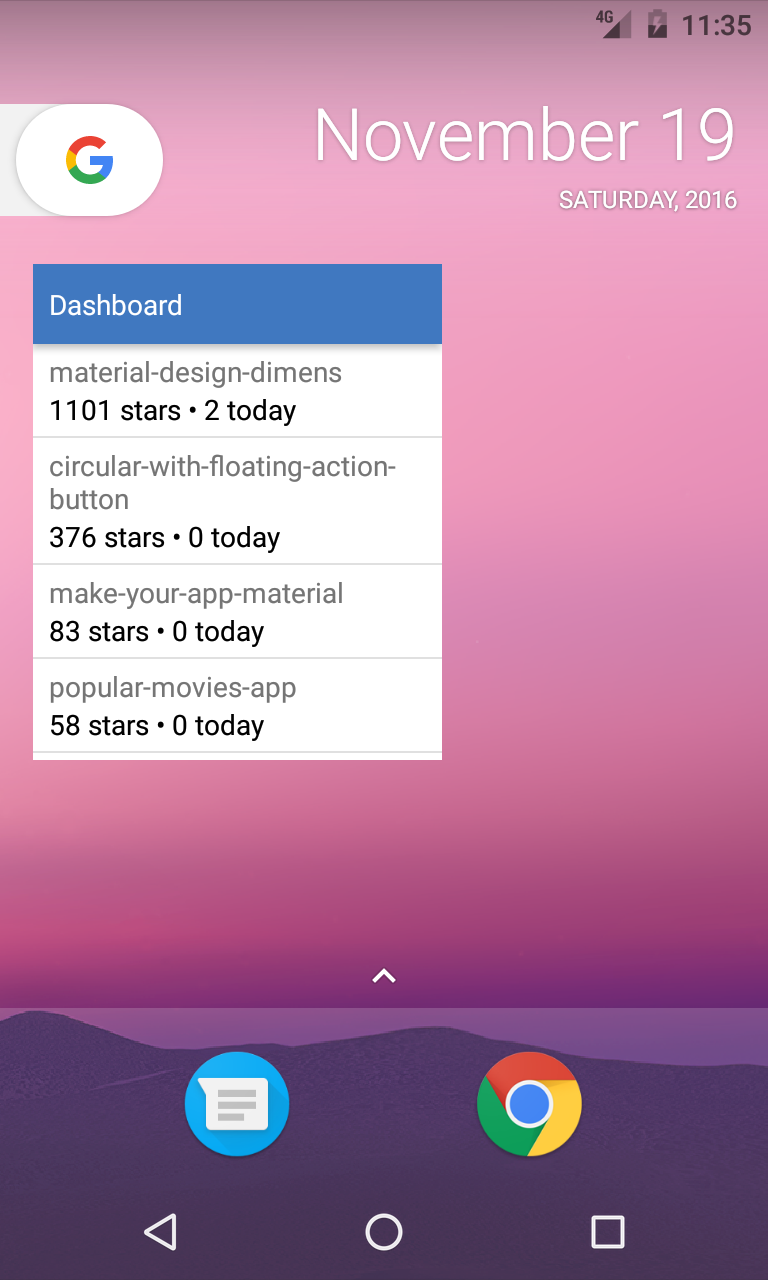 4G 11:35
November 19
SATURDAY, 2016
Dashboard
material-design-dimens
1101 stars • 2 today
circular-with-floating-action-
button
376 stars • 0 today
make-your-app-material
83 stars • 0 today
popular-movies-app
58 stars • 0 today